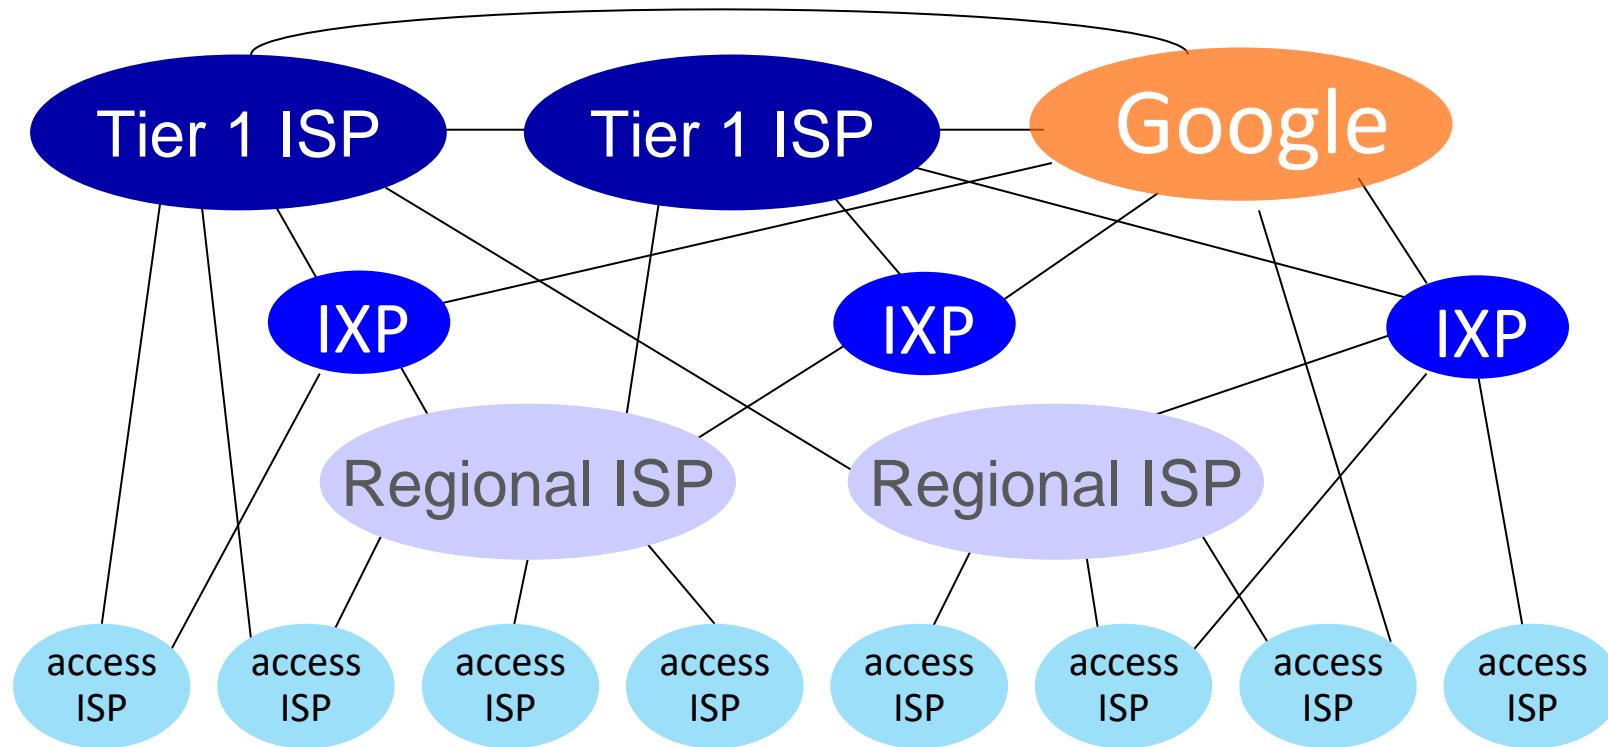 Tier 1 ISP
Tier 1 ISP
Google
IXP
IXP
IXP
Regional ISP
Regional ISP
access
ISP
access
ISP
access
ISP
access
ISP
access
ISP
access
ISP
access
ISP
access
ISP